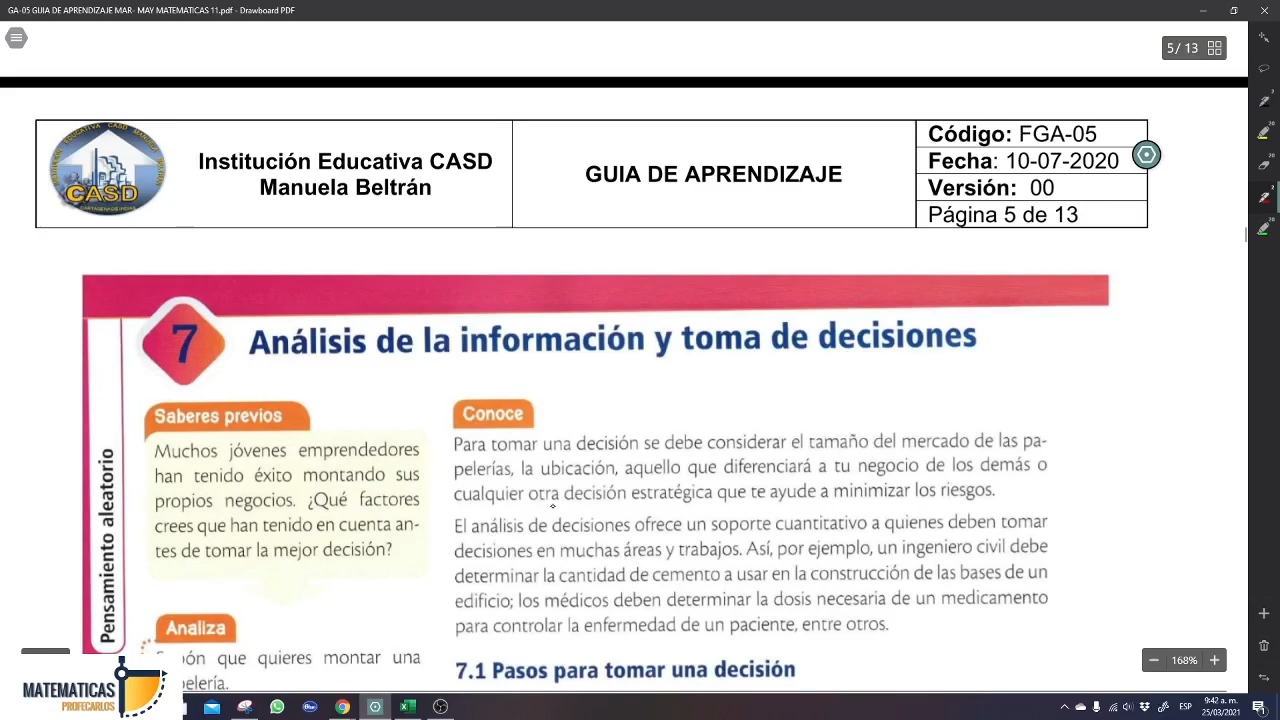 GA-05 GUIA DE APRENDIZAJE MAR- MAY MATEMATICAS 11.pdf - Drawboard PDF
5 / 13
CASD
CARTAGENA DE INDIAS
Institución Educativa CASD
Manuela Beltrán
GUIA DE APRENDIZAJE
Código: FGA-05
Fecha: 10-07-2020
Versión: 00
Página 5 de 13
7
Análisis de la información y toma de decisiones
Pensamiento aleatorio
Saberes previos
Muchos jóvenes emprendedores
han tenido éxito montando sus
propios negocios. ¿Qué factores
crees que han tenido en cuenta an-
tes de tomar la mejor decisión?
Analiza
pón que quieres montar una
pelería.
Conoce
Para tomar una decisión se debe considerar el tamaño del mercado de las pa-
pelerías, la ubicación, aquello que diferenciará a tu negocio de los demás o
cualquier otra decisión estratégica que te ayude a minimizar los riesgos.
El análisis de decisiones ofrece un soporte cuantitativo a quienes deben tomar
decisiones en muchas áreas y trabajos. Así, por ejemplo, un ingeniero civil debe
determinar la cantidad de cemento a usar en la construcción de las bases de un
edificio; los médicos deben determinar la dosis necesaria de un medicamento
para controlar la enfermedad de un paciente, entre otros.
7.1 Pasos para tomar una decisión
168%
MATEMATICAS
PROFECARLOS
ESP
9:42 a. m.
25/03/2021